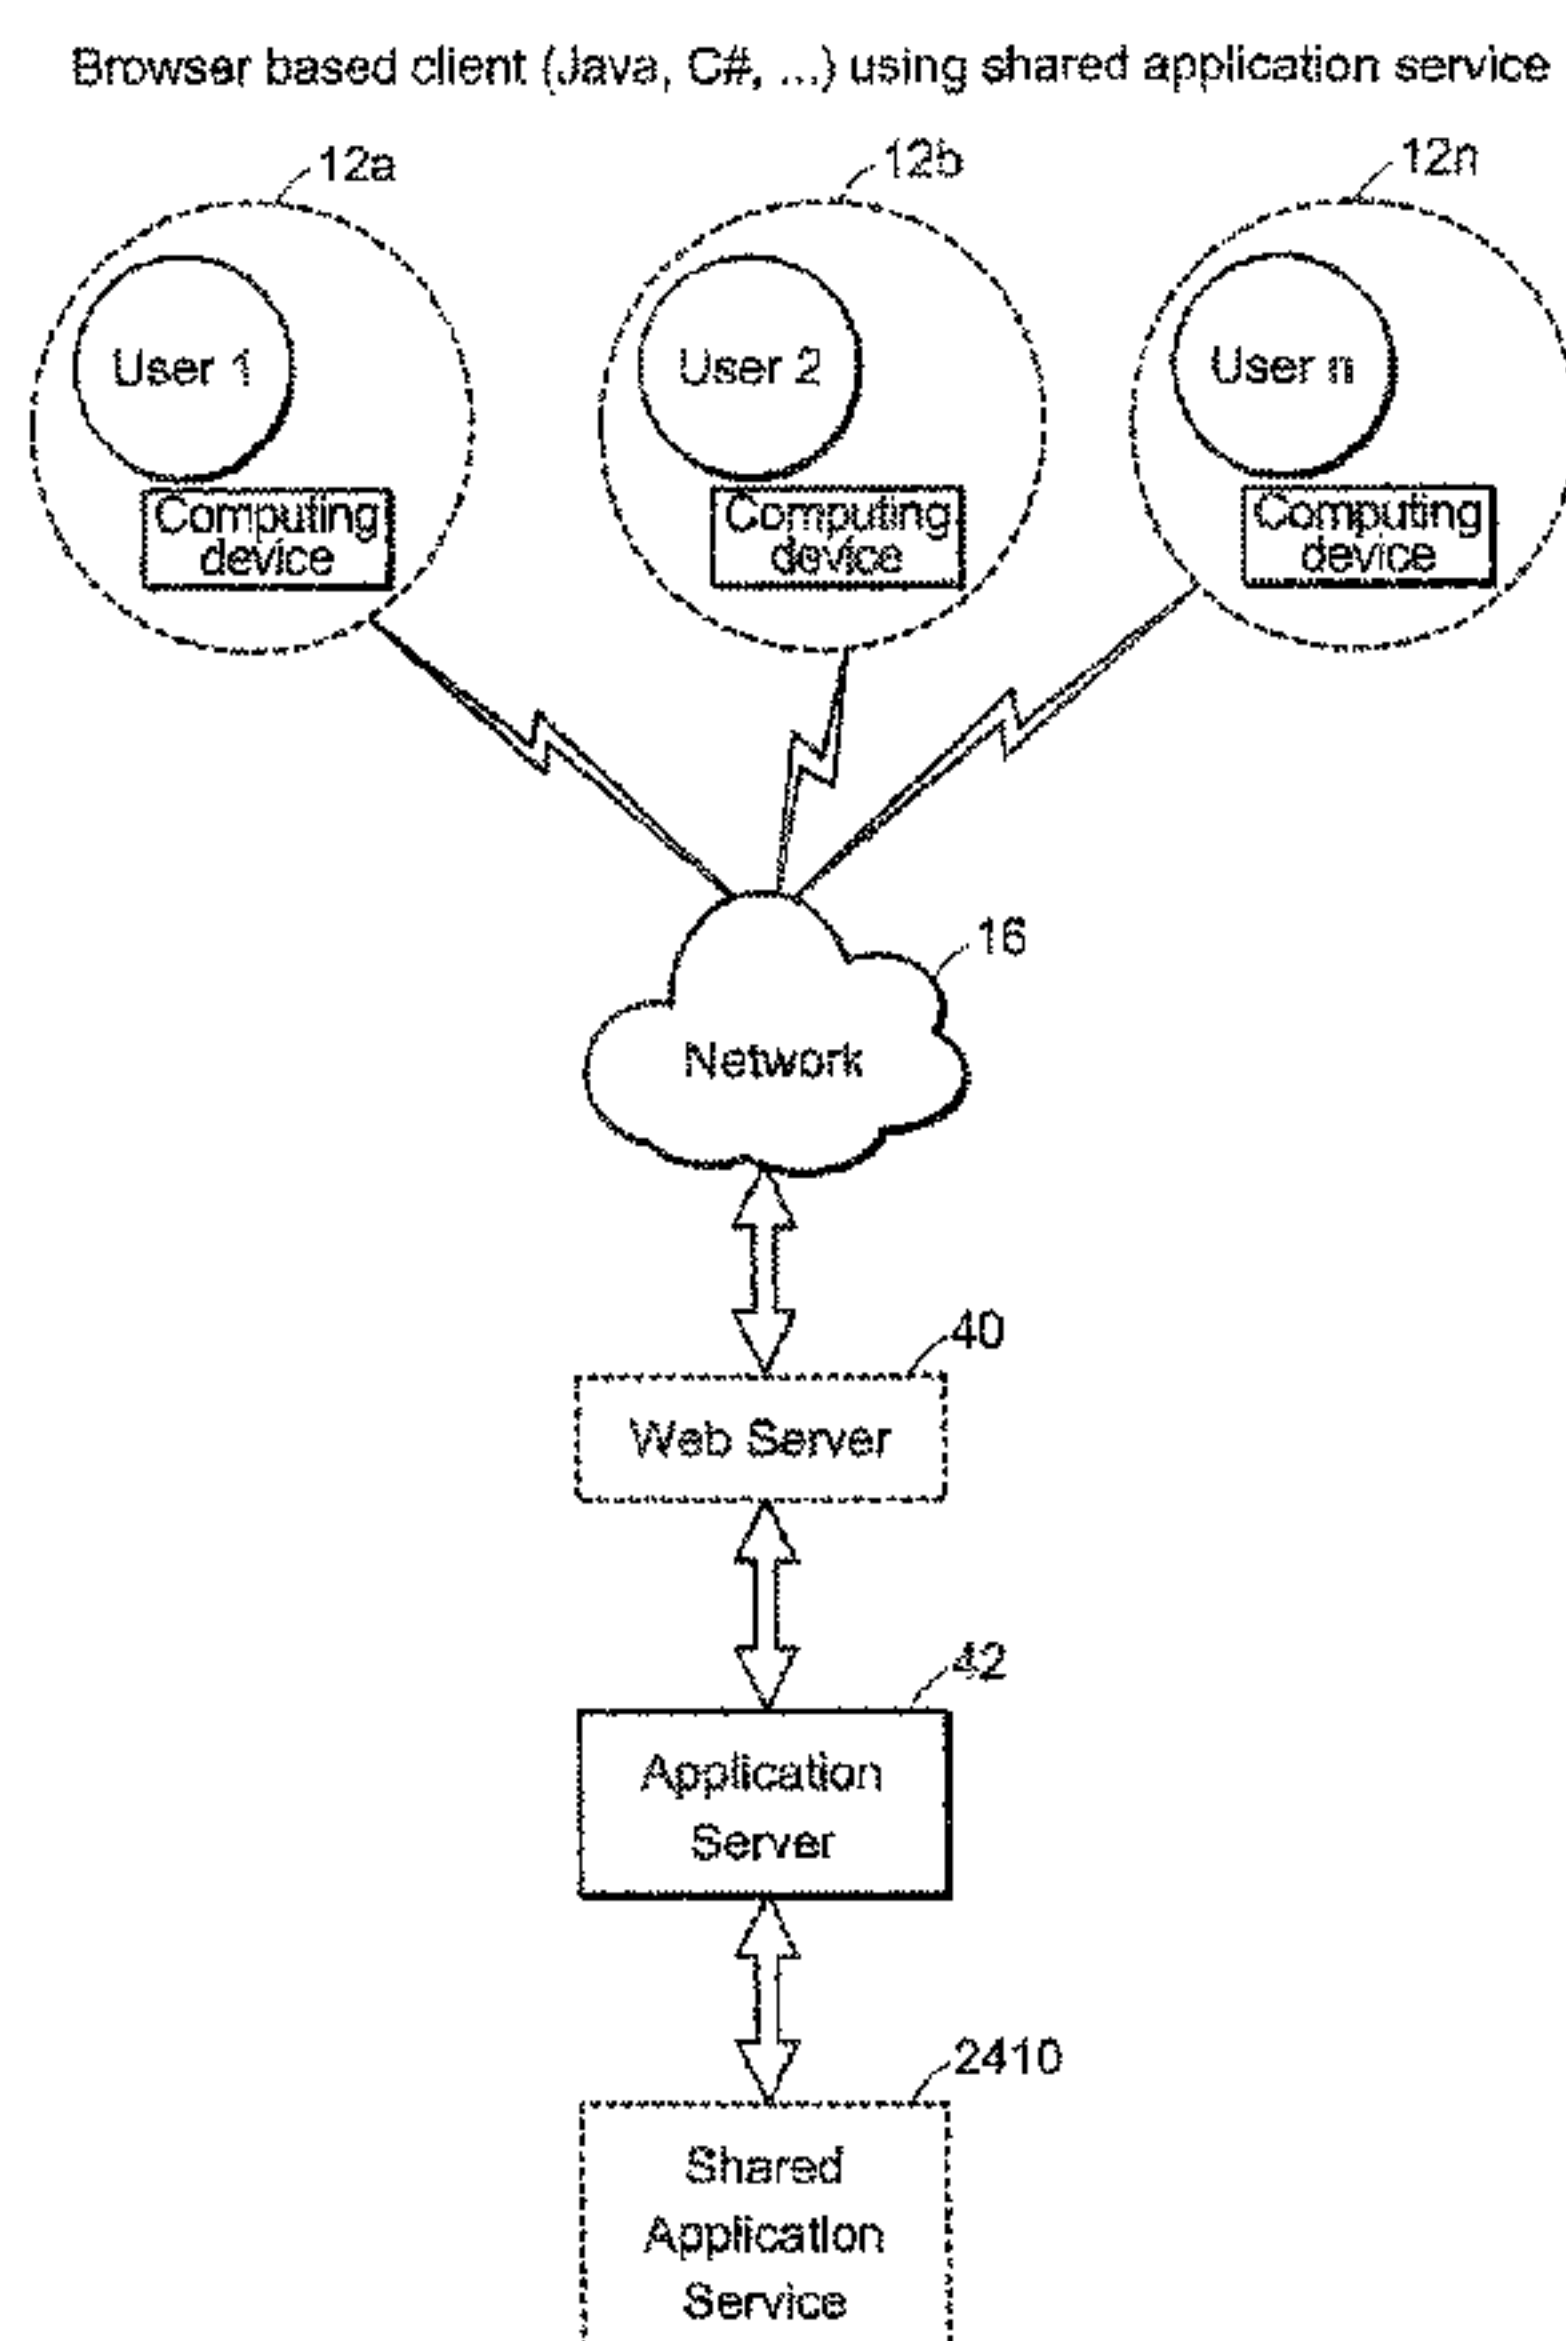 Browser based client (Java, C#, ...) using shared application service
12a
12b
12n
User 1
User 2
User n
Computing
device
Computing
device
Computing
device
16
Network
40
Web Server
42
Application
Server
2410
Shared
Application
Service